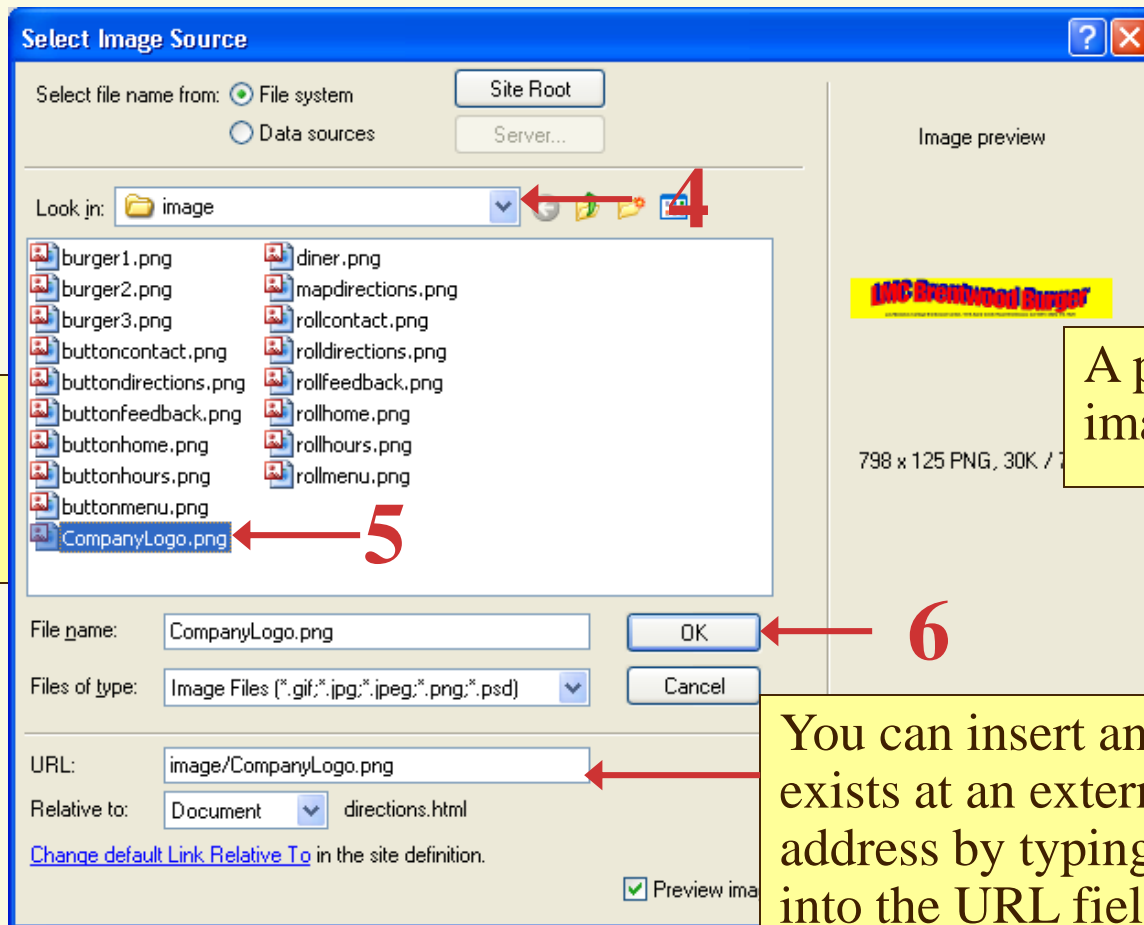 Select Image Source
Select file name from: File system Site Root
Data sources Server...
Image preview
Look in: image
4
burger1.png
burger2.png
burger3.png
buttoncontact.png
buttondirections.png
buttonfeedback.png
buttonhome.png
buttonhours.png
buttonmenu.png
CompanyLogo.png
diner.png
mapdirections.png
rollcontact.png
rolldirections.png
rollfeedback.png
rollhome.png
rollhours.png
rollmenu.png
5
LMC Brentwood Burger
A p
ima
798 x 125 PNG, 30K /
File name: CompanyLogo.png OK
6
Files of type: Image Files (*.gif;*.jpg;*.jpeg;*.png;*.psd) Cancel
URL: image/CompanyLogo.png
Relative to: Document directions.html
Change default Link Relative To in the site definition.
Preview ima
You can insert an
exists at an extern
address by typing
into the URL fiel